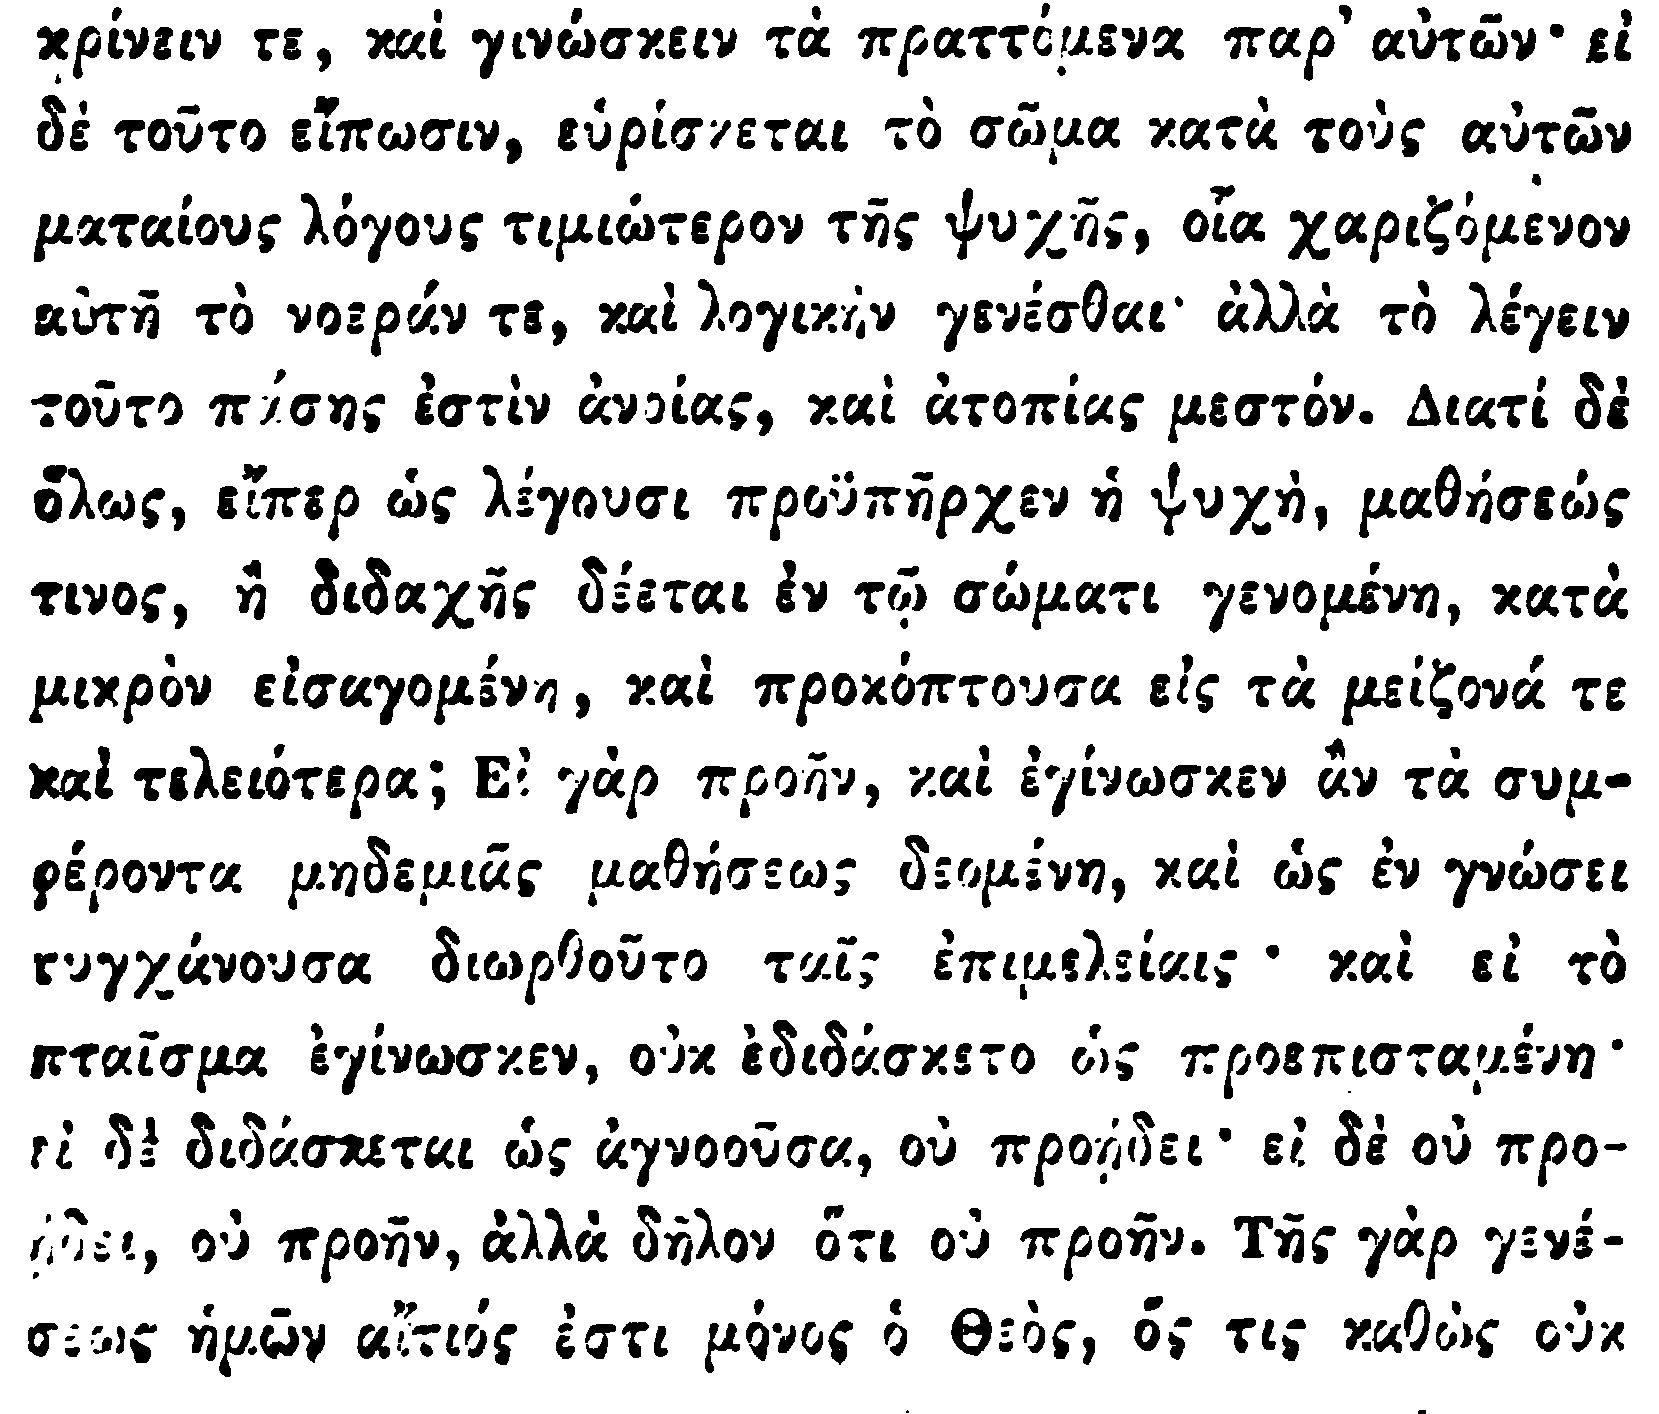 κρίνειν τε, καὶ γινώσκειν τὰ πραττόμενα παρ᾽ αὐτῶν· εἰ
δὲ τοῦτο εἴπωσιν, εὑρίσκεται τὸ σῶμα κατὰ τοὺς αὐτῶν
ματαίους λόγους τιμιώτερον τῆς ψυχῆς, οἷα χαριζόμενον
αὐτῇ τὸ νοερὰν τε, καὶ λογικὴν γενέσθαι· ἀλλὰ τὸ λέγειν
τοῦτο πάσης ἐστὶν ἀνοίας, καὶ ἀτοπίας μεστόν. Διατί δὲ
ὅλως, εἴπερ ὡς λέγουσι προϋπῆρχεν ἡ ψυχὴ, μαθήσεώς
τινος, ἢ διδαχῆς δέεται ἐν τῷ σώματι γενομένη, κατὰ
μικρὸν εἰσαγομένη, καὶ προκόπτουσα εἰς τὰ μείζονά τε
καὶ τελειότερα; Εἰ γὰρ προῆν, καὶ ἐγίνωσκεν ἂν τὰ συμ-
φέροντα μηδεμιᾶς μαθήσεως δεομένη, καὶ ὡς ἐν γνώσει
τυγχάνουσα διωρθοῦτο ταῖς ἐπιμελείαις· καὶ εἰ τὸ
πταῖσμα ἐγίνωσκεν, οὐκ ἐδιδάσκετο ὡς προεπισταμένη·
εἰ δὲ διδάσκεται ὡς ἀγνοοῦσα, οὐ προῄδει· εἰ δὲ οὐ προ-
ῄδει, οὐ προῆν, ἀλλὰ δῆλον ὅτι οὐ προῆν. Τῆς γὰρ γενέ-
σεως ἡμῶν αἴτιός ἐστι μόνος ὁ Θεὸς, ὅς τις καθὼς οὐκ